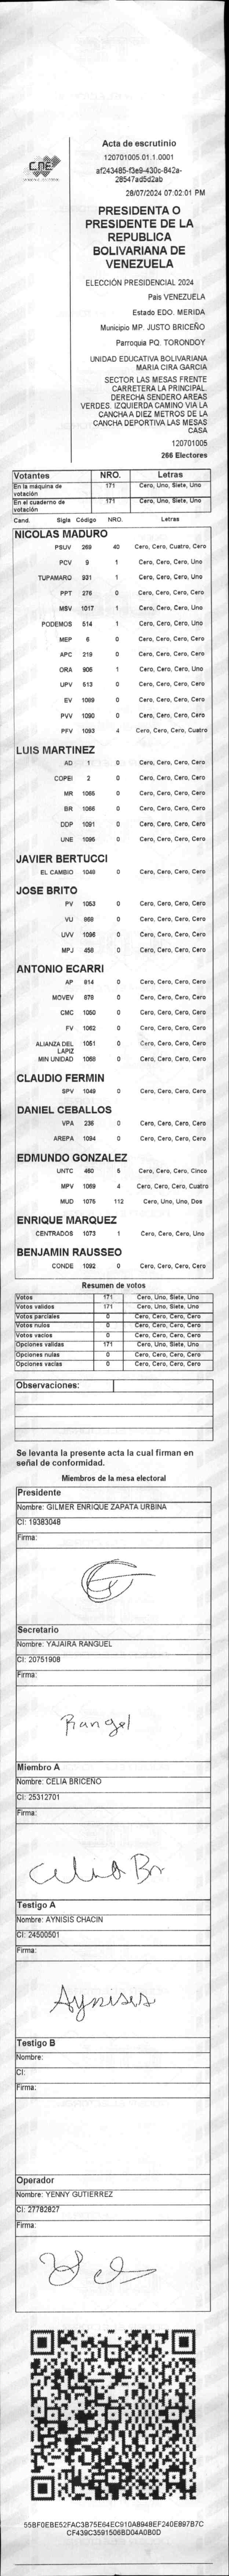 CNE
Acta de escrutinio
120701005.01.1.0001
af243485-f3e9-430c-842a-
28547ad5d2ab
28/07/2024 07:02:01 PM
PRESIDENTA O
PRESIDENTE DE LA
REPUBLICA
BOLIVARIANA DE
VENEZUELA
ELECCIÓN PRESIDENCIAL 2024
País VENEZUELA
Estado EDO. MERIDA
Municipio MP. JUSTO BRICEÑO
Parroquia PQ. TORONDOY
UNIDAD EDUCATIVA BOLIVARIANA
MARIA CIRA GARCIA
SECTOR LAS MESAS FRENTE
CARRETERA LA PRINCIPAL.
DERECHA SENDERO AREAS
VERDES. IZQUIERDA CAMINO VIA LA
CANCHA A DIEZ METROS DE LA
CANCHA DEPORTIVA LAS MESAS
CASA
120701005
266 Electores
Votantes NRO. Letras
En la máquina de votación 171 Cero, Uno, Siete, Uno
En el cuaderno de votación 171 Cero, Uno, Siete, Uno
Cand. Sigla Código NRO. Letras
NICOLAS MADURO
PSUV 269 40 Cero, Cero, Cuatro, Cero
PCV 9 1 Cero, Cero, Cero, Uno
TUPAMARO 931 1 Cero, Cero, Cero, Uno
PPT 276 0 Cero, Cero, Cero, Cero
MSV 1017 1 Cero, Cero, Cero, Uno
PODEMOS 514 1 Cero, Cero, Cero, Uno
MEP 6 0 Cero, Cero, Cero, Cero
APC 219 0 Cero, Cero, Cero, Cero
ORA 906 1 Cero, Cero, Cero, Uno
UPV 513 0 Cero, Cero, Cero, Cero
EV 1089 0 Cero, Cero, Cero, Cero
PVV 1090 0 Cero, Cero, Cero, Cero
PFV 1093 4 Cero, Cero, Cero, Cuatro
LUIS MARTINEZ
AD 1 0 Cero, Cero, Cero, Cero
COPEI 2 0 Cero, Cero, Cero, Cero
MR 1065 0 Cero, Cero, Cero, Cero
BR 1066 0 Cero, Cero, Cero, Cero
DDP 1091 0 Cero, Cero, Cero, Cero
UNE 1095 0 Cero, Cero, Cero, Cero
JAVIER BERTUCCI
EL CAMBIO 1048 0 Cero, Cero, Cero, Cero
JOSE BRITO
PV 1053 0 Cero, Cero, Cero, Cero
VU 868 0 Cero, Cero, Cero, Cero
UVV 1096 0 Cero, Cero, Cero, Cero
MPJ 458 0 Cero, Cero, Cero, Cero
ANTONIO ECARRI
AP 814 0 Cero, Cero, Cero, Cero
MOVEV 879 0 Cero, Cero, Cero, Cero
CMC 1050 0 Cero, Cero, Cero, Cero
FV 1062 0 Cero, Cero, Cero, Cero
ALIANZA DEL LAPIZ 1051 0 Cero, Cero, Cero, Cero
MIN UNIDAD 1068 0 Cero, Cero, Cero, Cero
CLAUDIO FERMIN
SPV 1049 0 Cero, Cero, Cero, Cero
DANIEL CEBALLOS
VPA 236 0 Cero, Cero, Cero, Cero
AREPA 1094 0 Cero, Cero, Cero, Cero
EDMUNDO GONZALEZ
UNTC 460 5 Cero, Cero, Cero, Cinco
MPV 1069 4 Cero, Cero, Cero, Cuatro
MUD 1075 112 Cero, Uno, Uno, Dos
ENRIQUE MARQUEZ
CENTRADOS 1073 1 Cero, Cero, Cero, Uno
BENJAMIN RAUSSEO
CONDE 1092 0 Cero, Cero, Cero, Cero
Resumen de votos
Votos 171 Cero, Uno, Siete, Uno
Votos validos 171 Cero, Uno, Siete, Uno
Votos parciales 0 Cero, Cero, Cero, Cero
Votos nulos 0 Cero, Cero, Cero, Cero
Votos vacios 0 Cero, Cero, Cero, Cero
Opciones validas 171 Cero, Uno, Siete, Uno
Opciones nulas 0 Cero, Cero, Cero, Cero
Opciones vacias 0 Cero, Cero, Cero, Cero
Observaciones:
Se levanta la presente acta la cual firman en
señal de conformidad.
Miembros de la mesa electoral
Presidente
Nombre: GILMER ENRIQUE ZAPATA URBINA
CI: 19383048
Firma:
Secretario
Nombre: YAJAIRA RANGUEL
CI: 20751908
Firma:
Rangel
Miembro A
Nombre: CELIA BRICEÑO
CI: 25312701
Firma:
Celia Br
Testigo A
Nombre: AYNISIS CHACIN
CI: 24500501
Firma:
Aynisis
Testigo B
Nombre:
CI:
Firma:
Operador
Nombre: YENNY GUTIERREZ
CI: 27782827
Firma:
55BF0EBE52FAC3B75E64EC910A8948EF240E897B7C
CF439C3591506BD04A0B0D